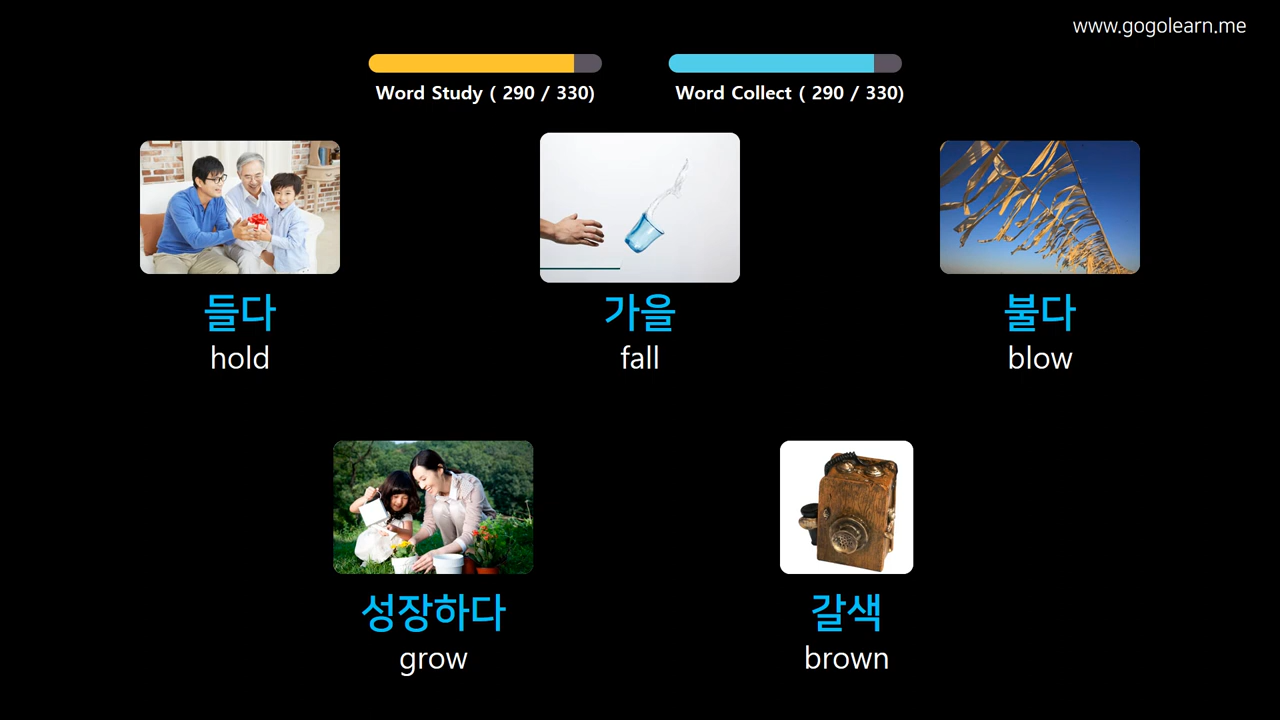 www.gogolearn.me
Word Study ( 290 / 330)
Word Collect ( 290 / 330)
들다
hold
가을
fall
불다
blow
성장하다
grow
갈색
brown